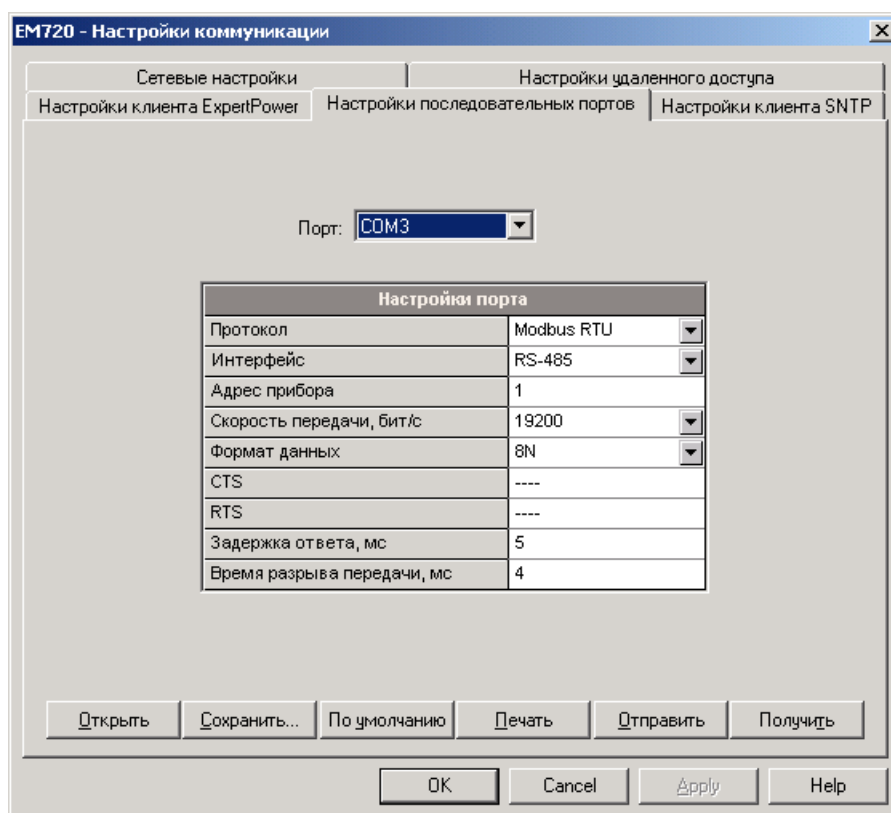 EM720 - Настройки коммуникации
Сетевые настройки Настройки удаленного доступа
Настройки клиента ExpertPower Настройки последовательных портов Настройки клиента SNTP
Порт: COM3
Настройки порта
Протокол Modbus RTU
Интерфейс RS-485
Адрес прибора 1
Скорость передачи, бит/с 19200
Формат данных 8N
CTS ----
RTS ----
Задержка ответа, мс 5
Время разрыва передачи, мс 4
Открыть Сохранить... По умолчанию Печать Отправить Получить
OK Cancel Apply Help